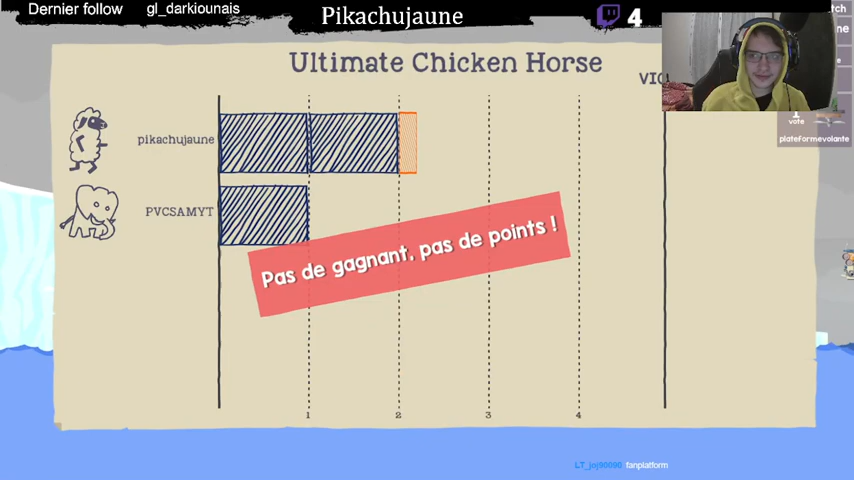 Dernier follow
gl_darkiounais
Pikachujaune
4
Ultimate Chicken Horse
VIC
pikachujaune
PVCSAMYT
Pas de gagnant, pas de points !
1
vote
plateformevolante
1
2
3
4
LT_joj90090 fanplatform